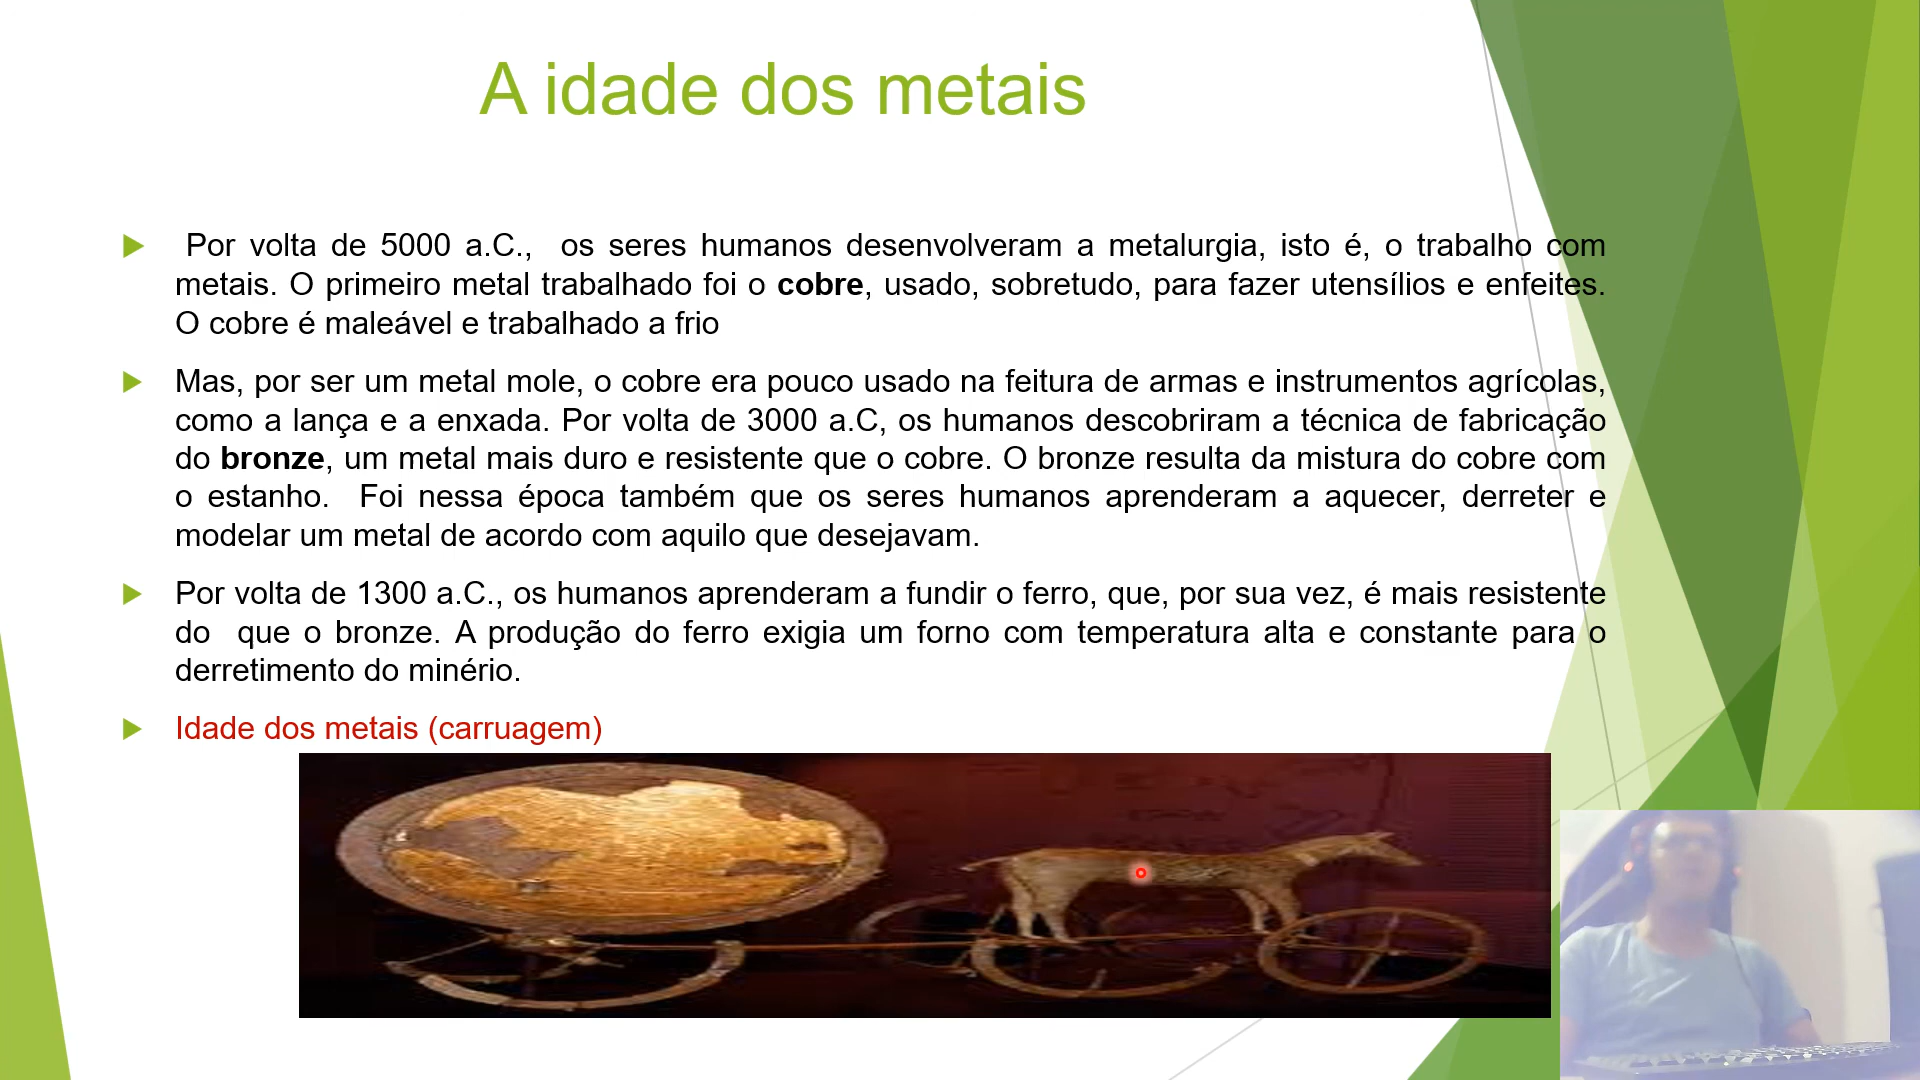 A idade dos metais
Por volta de 5000 a.C., os seres humanos desenvolveram a metalurgia, isto é, o trabalho com
metais. O primeiro metal trabalhado foi o cobre, usado, sobretudo, para fazer utensílios e enfeites.
O cobre é maleável e trabalhado a frio
Mas, por ser um metal mole, o cobre era pouco usado na feitura de armas e instrumentos agrícolas,
como a lança e a enxada. Por volta de 3000 a.C, os humanos descobriram a técnica de fabricação
do bronze, um metal mais duro e resistente que o cobre. O bronze resulta da mistura do cobre com
o estanho. Foi nessa época também que os seres humanos aprenderam a aquecer, derreter e
modelar um metal de acordo com aquilo que desejavam.
Por volta de 1300 a.C., os humanos aprenderam a fundir o ferro, que, por sua vez, é mais resistente
do que o bronze. A produção do ferro exigia um forno com temperatura alta e constante para o
derretimento do minério.
Idade dos metais (carruagem)